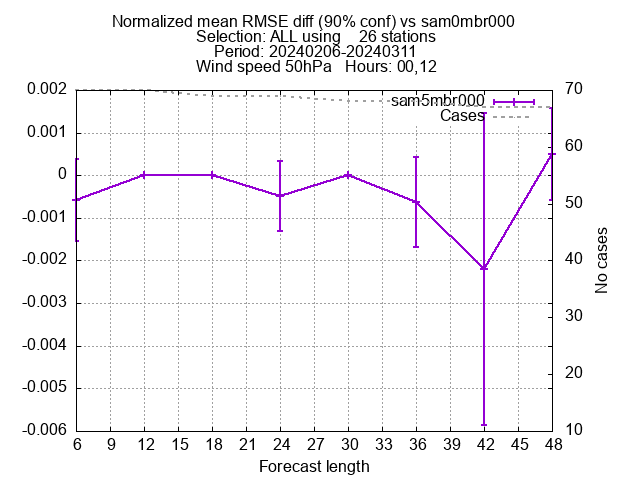 Normalized mean RMSE diff (90% conf) vs sam0mbr000
Selection: ALL using    26 stations
Period: 20240206-20240311
Wind speed 50hPa   Hours: 00,12
sam5mbr000
Cases
0.002
0.001
0
-0.001
-0.002
-0.003
-0.004
-0.005
-0.006
70
60
50
40
30
20
10
No cases
6 9 12 15 18 21 24 27 30 33 36 39 42 45 48
Forecast length